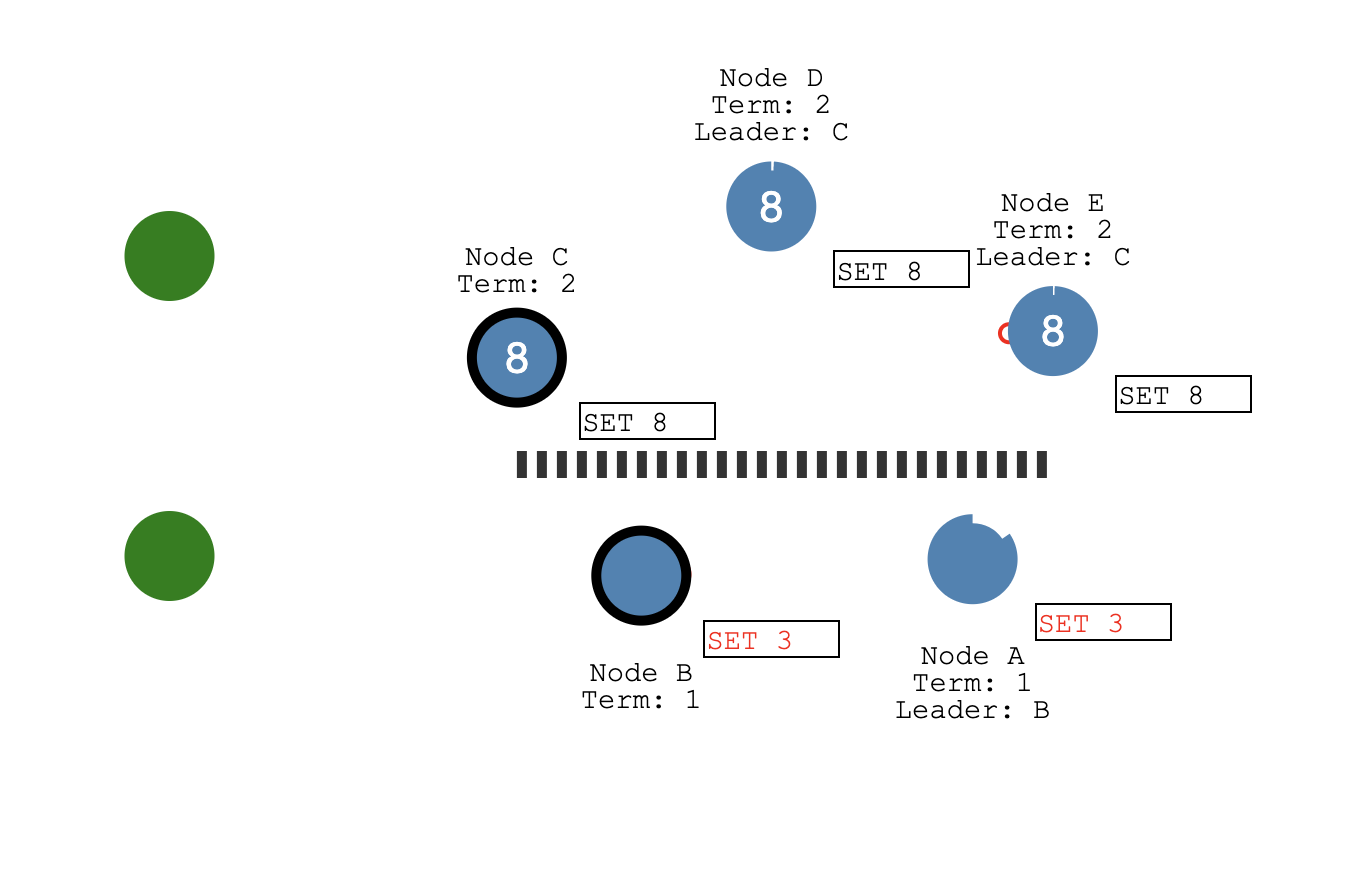 Node D
Term: 2
Leader: C
8
SET 8
Node E
Term: 2
Leader: C
8
SET 8
Node C
Term: 2
8
SET 8
SET 3
Node B
Term: 1
SET 3
Node A
Term: 1
Leader: B